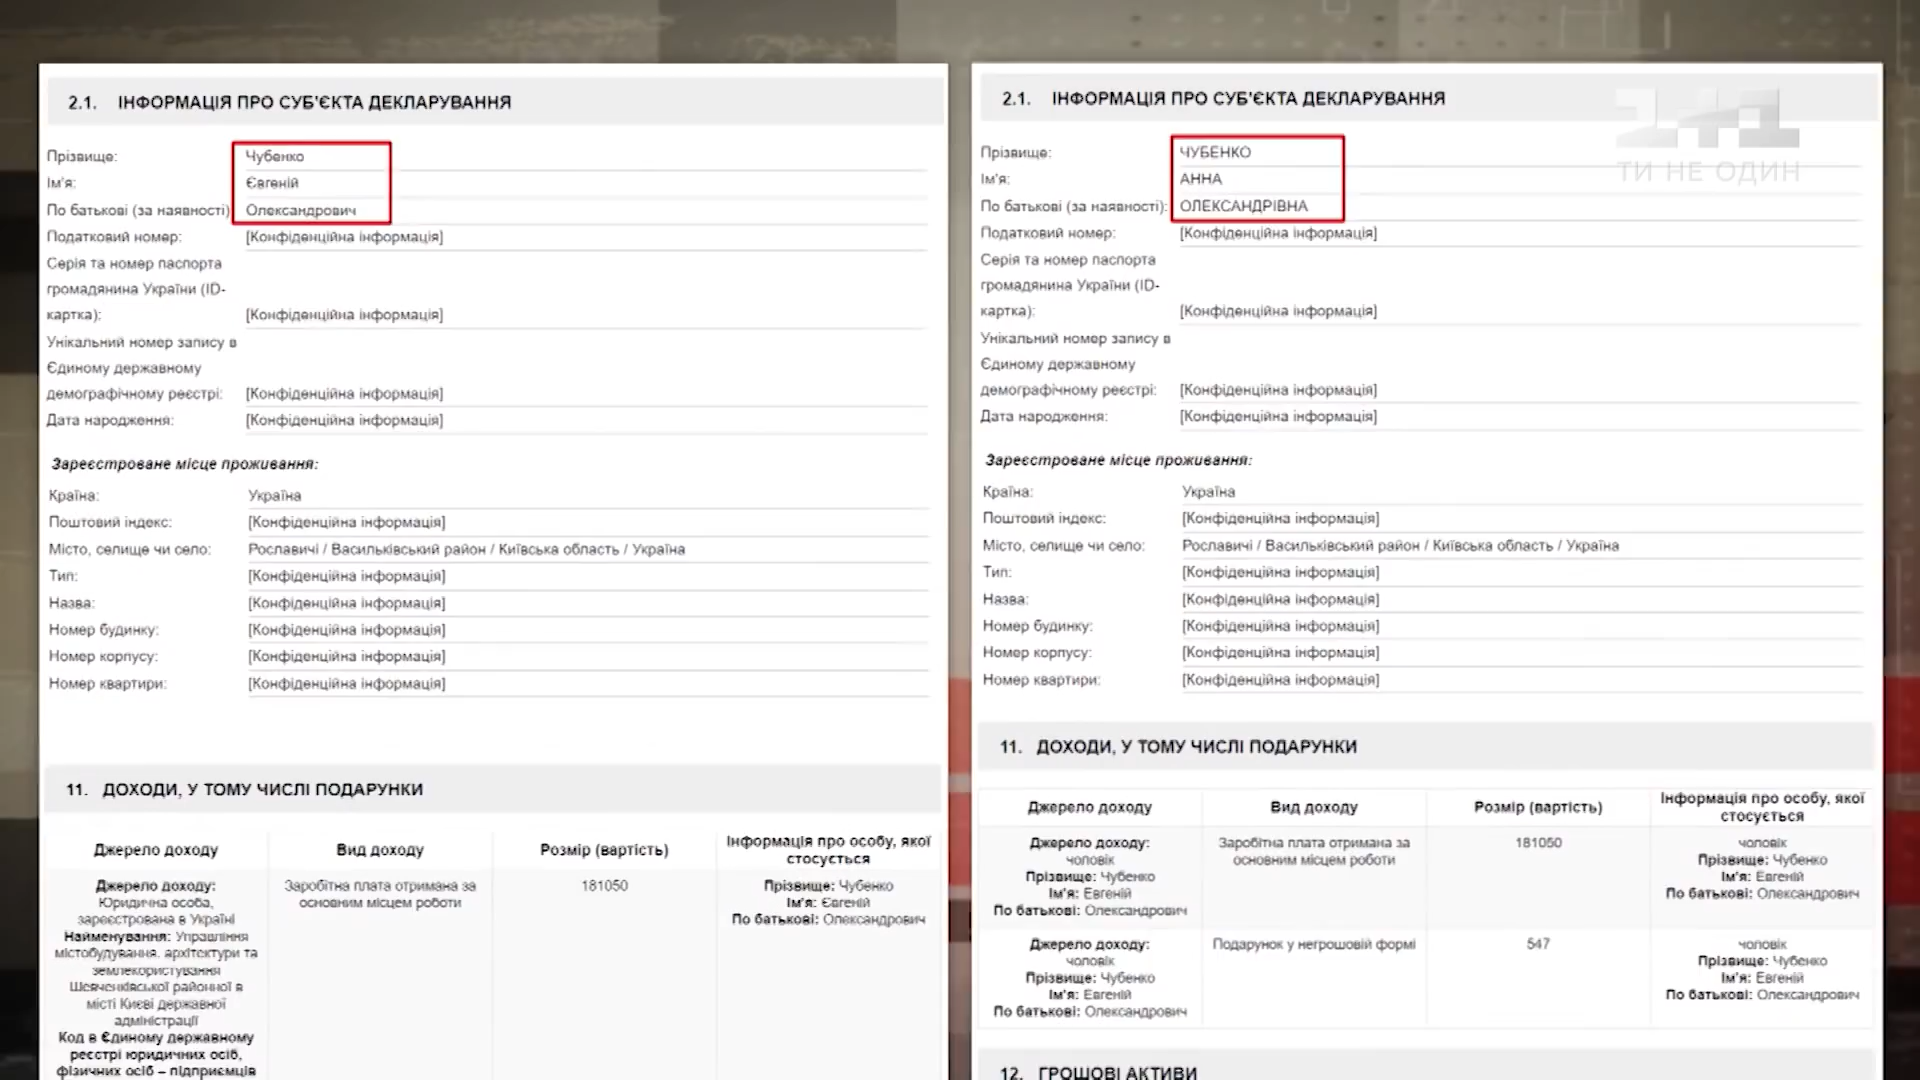 2.1. ІНФОРМАЦІЯ ПРО СУБ'ЄКТА ДЕКЛАРУВАННЯ
Прізвище: Чубенко
Ім'я: Євгеній
По батькові (за наявності): Олександрович
Податковий номер: [Конфіденційна інформація]
Серія та номер паспорта
громадянина України (ID-
картка): [Конфіденційна інформація]
Унікальний номер запису в
Єдиному державному
демографічному реєстрі: [Конфіденційна інформація]
Дата народження: [Конфіденційна інформація]
Зареєстроване місце проживання:
Країна: Україна
Поштовий індекс: [Конфіденційна інформація]
Місто, селище чи село: Рославичі / Васильківський район / Київська область / Україна
Тип: [Конфіденційна інформація]
Назва: [Конфіденційна інформація]
Номер будинку: [Конфіденційна інформація]
Номер корпусу: [Конфіденційна інформація]
Номер квартири: [Конфіденційна інформація]
11. ДОХОДИ, У ТОМУ ЧИСЛІ ПОДАРУНКИ
Джерело доходу
Вид доходу
Розмір (вартість)
Інформація про особу, якої
стосується
Джерело доходу:
Юридична особа,
зареєстрована в Україні
Найменування: Управління
містобудування. архітектури та
землекористування
Шевченківської районної в
місті Києві державної
адміністрації
Код в Єдиному державному
реєстрі юридичних осіб,
фізичних осіб – підприємців
Заробітна плата отримана за
основним місцем роботи
181050
Прізвище: Чубенко
Ім'я: Євгеній
По батькові: Олександрович
2.1. ІНФОРМАЦІЯ ПРО СУБ'ЄКТА ДЕКЛАРУВАННЯ
Прізвище: ЧУБЕНКО
Ім'я: АННА
По батькові (за наявності): ОЛЕКСАНДРІВНА
Податковий номер: [Конфіденційна інформація]
Серія та номер паспорта
громадянина України (ID-
картка): [Конфіденційна інформація]
Унікальний номер запису в
Єдиному державному
демографічному реєстрі: [Конфіденційна інформація]
Дата народження: [Конфіденційна інформація]
Зареєстроване місце проживання:
Країна: Україна
Поштовий індекс: [Конфіденційна інформація]
Місто, селище чи село: Рославичі / Васильківський район / Київська область / Україна
Тип: [Конфіденційна інформація]
Назва: [Конфіденційна інформація]
Номер будинку: [Конфіденційна інформація]
Номер корпусу: [Конфіденційна інформація]
Номер квартири: [Конфіденційна інформація]
11. ДОХОДИ, У ТОМУ ЧИСЛІ ПОДАРУНКИ
Джерело доходу
Вид доходу
Розмір (вартість)
Інформація про особу, якої
стосується
Джерело доходу:
чоловік
Прізвище: Чубенко
Ім'я: Евгеній
По батькові: Олександрович
Заробітна плата отримана за
основним місцем роботи
181050
чоловік
Прізвище: Чубенко
Ім'я: Евгеній
По батькові: Олександрович
Джерело доходу:
чоловік
Прізвище: Чубенко
Ім'я: Евгеній
По батькові: Олександрович
Подарунок у негрошовій формі
547
чоловік
Прізвище: Чубенко
Ім'я: Евгеній
По батькові: Олександрович
12. ГРОШОВІ АКТИВИ
1+1
ТИ НЕ ОДИН